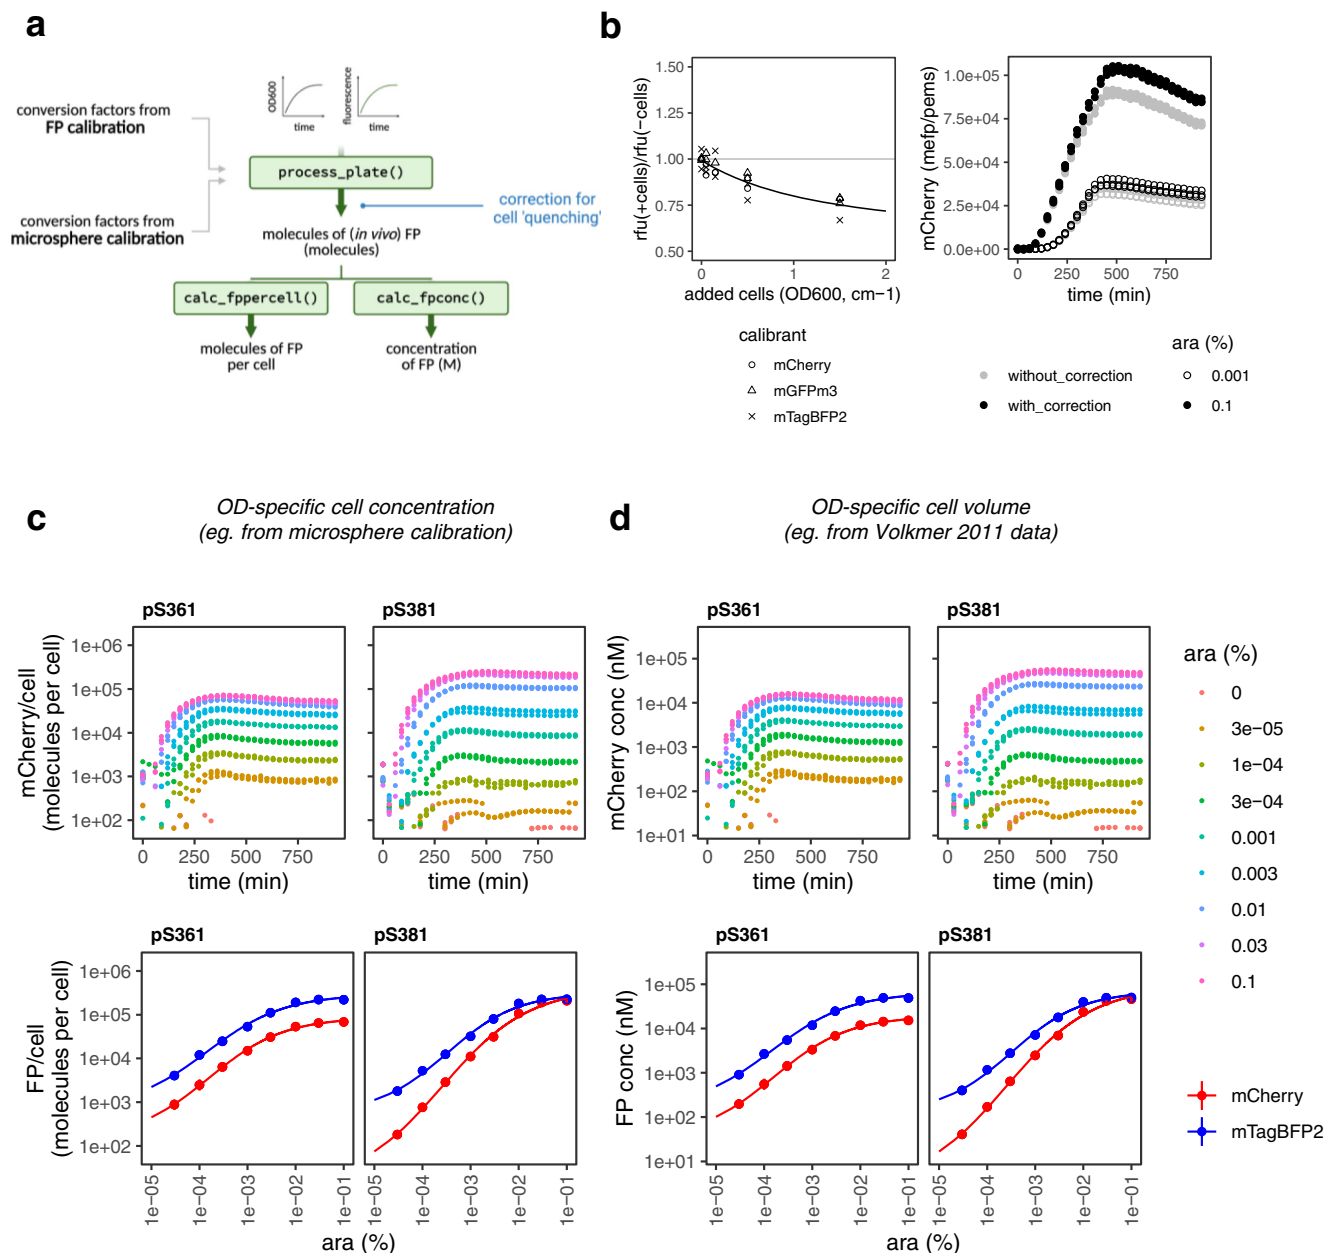 a
OD600
time
fluorescence
time
conversion factors from
FP calibration
process_plate()
correction for
cell 'quenching'
conversion factors from
microsphere calibration
molecules of (in vivo) FP
(molecules)
calc_fppercell()
calc_fpconc()
molecules of FP
per cell
concentration
of FP (M)
b
rfu(+cells)/rfu(−cells)
1.50
1.25
1.00
0.75
0.50
0
1
2
added cells (OD600, cm−1)
calibrant
mCherry
mGFPm3
mTagBFP2
mCherry (mefp/pems)
1.0e+05
7.5e+04
5.0e+04
2.5e+04
0.0e+00
0
250
500
750
time (min)
without_correction
with_correction
ara (%)
0.001
0.1
c
OD-specific cell concentration
(eg. from microsphere calibration)
pS361
pS381
mCherry/cell
(molecules per cell)
1e+06
1e+05
1e+04
1e+03
1e+02
0
250
500
750
time (min)
0
250
500
750
time (min)
pS361
pS381
FP/cell
(molecules per cell)
1e+06
1e+05
1e+04
1e+03
1e+02
1e−05
1e−04
1e−03
1e−02
1e−01
1e−05
1e−04
1e−03
1e−02
1e−01
ara (%)
d
OD-specific cell volume
(eg. from Volkmer 2011 data)
pS361
pS381
mCherry conc (nM)
1e+05
1e+04
1e+03
1e+02
1e+01
0
250
500
750
time (min)
0
250
500
750
time (min)
pS361
pS381
FP conc (nM)
1e+05
1e+04
1e+03
1e+02
1e+01
1e−05
1e−04
1e−03
1e−02
1e−01
1e−05
1e−04
1e−03
1e−02
1e−01
ara (%)
ara (%)
0
3e−05
1e−04
3e−04
0.001
0.003
0.01
0.03
0.1
mCherry
mTagBFP2